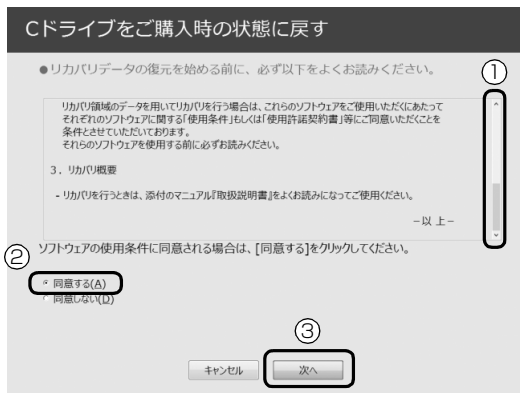 Cドライブをご購入時の状態に戻す
●リカバリデータの復元を始める前に、必ず以下をよくお読みください。
①
リカバリ領域のデータを用いてリカバリを行う場合は、これらのソフトウェアをご使用いただくにあたって
それぞれのソフトウェアに関する「使用条件」もしくは「使用許諾契約書」等にご同意いただくことを
条件とさせていただいております。
それらのソフトウェアを使用する前に必ずお読みください。
3．リカバリ概要
- リカバリを行うときは、添付のマニュアル『取扱説明書』をよくお読みになってご使用ください。
－以 上－
ソフトウェアの使用条件に同意される場合は、[同意する]をクリックしてください。
②
同意する(A)
同意しない(D)
③
キャンセル
次へ